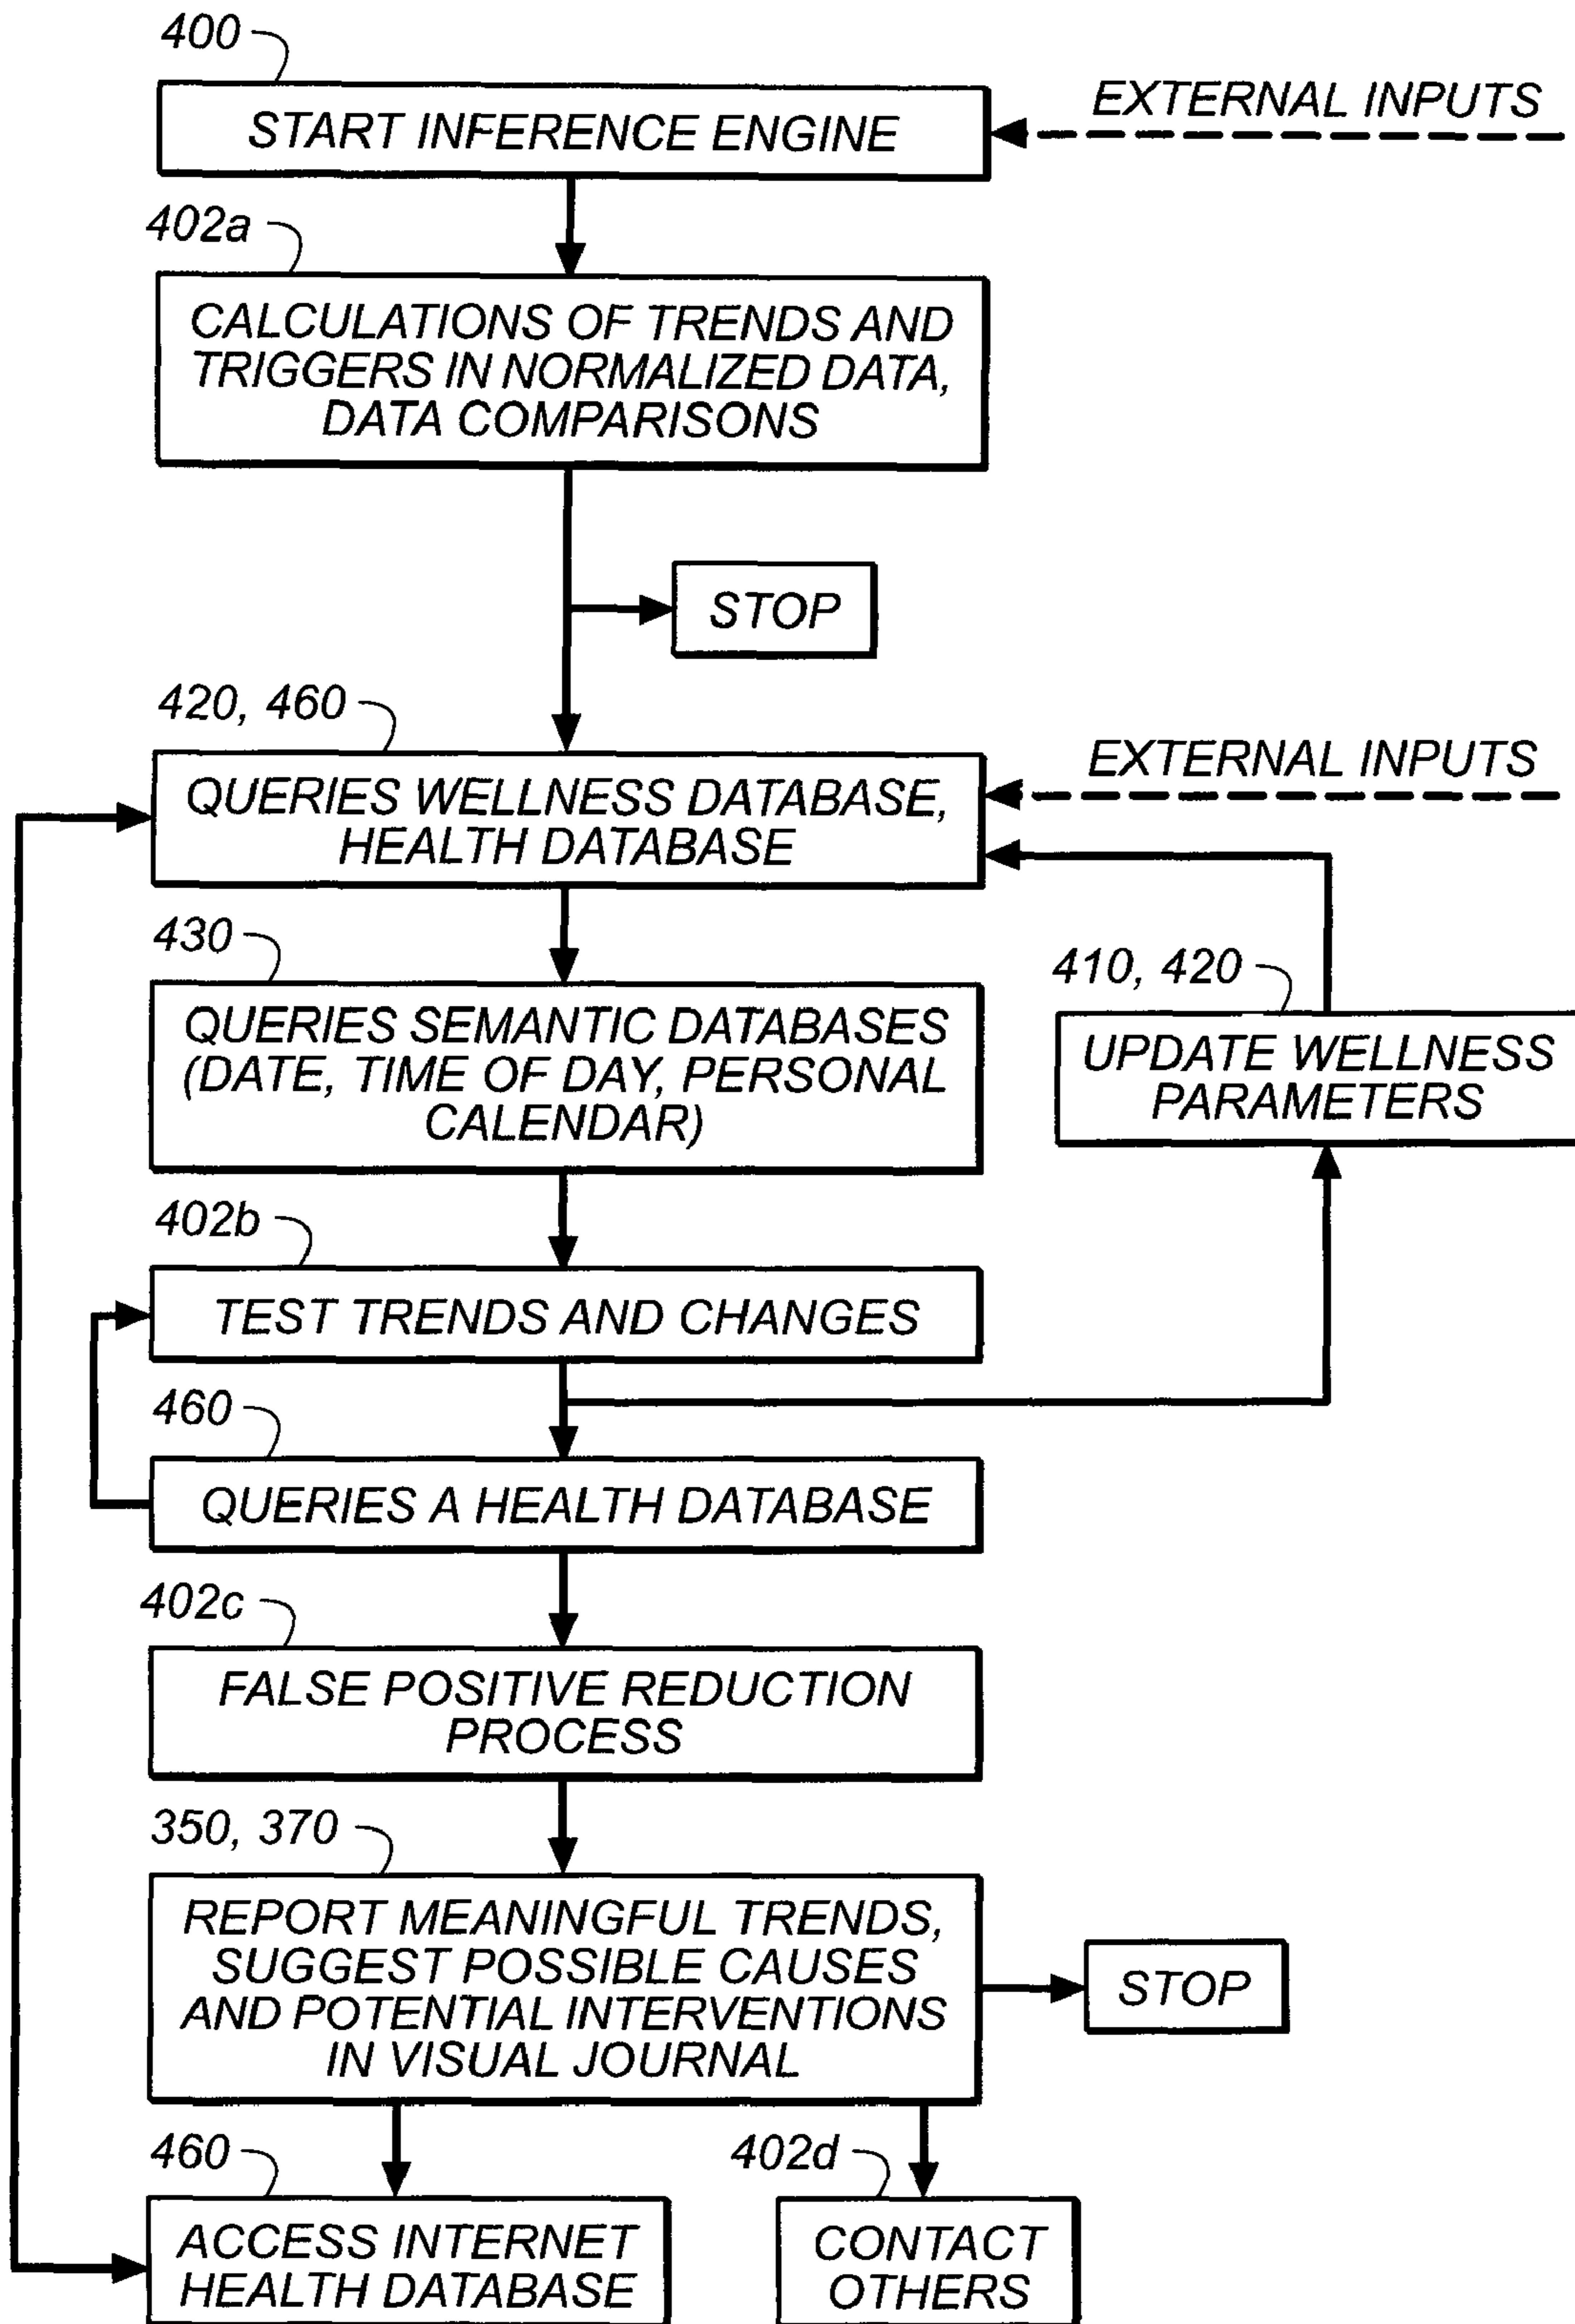 400
START INFERENCE ENGINE
EXTERNAL INPUTS
402a
CALCULATIONS OF TRENDS AND
TRIGGERS IN NORMALIZED DATA,
DATA COMPARISONS
STOP
420, 460
QUERIES WELLNESS DATABASE,
HEALTH DATABASE
EXTERNAL INPUTS
430
QUERIES SEMANTIC DATABASES
(DATE, TIME OF DAY, PERSONAL
CALENDAR)
410, 420
UPDATE WELLNESS
PARAMETERS
402b
TEST TRENDS AND CHANGES
460
QUERIES A HEALTH DATABASE
402c
FALSE POSITIVE REDUCTION
PROCESS
350, 370
REPORT MEANINGFUL TRENDS,
SUGGEST POSSIBLE CAUSES
AND POTENTIAL INTERVENTIONS
IN VISUAL JOURNAL
STOP
460
ACCESS INTERNET
HEALTH DATABASE
402d
CONTACT
OTHERS